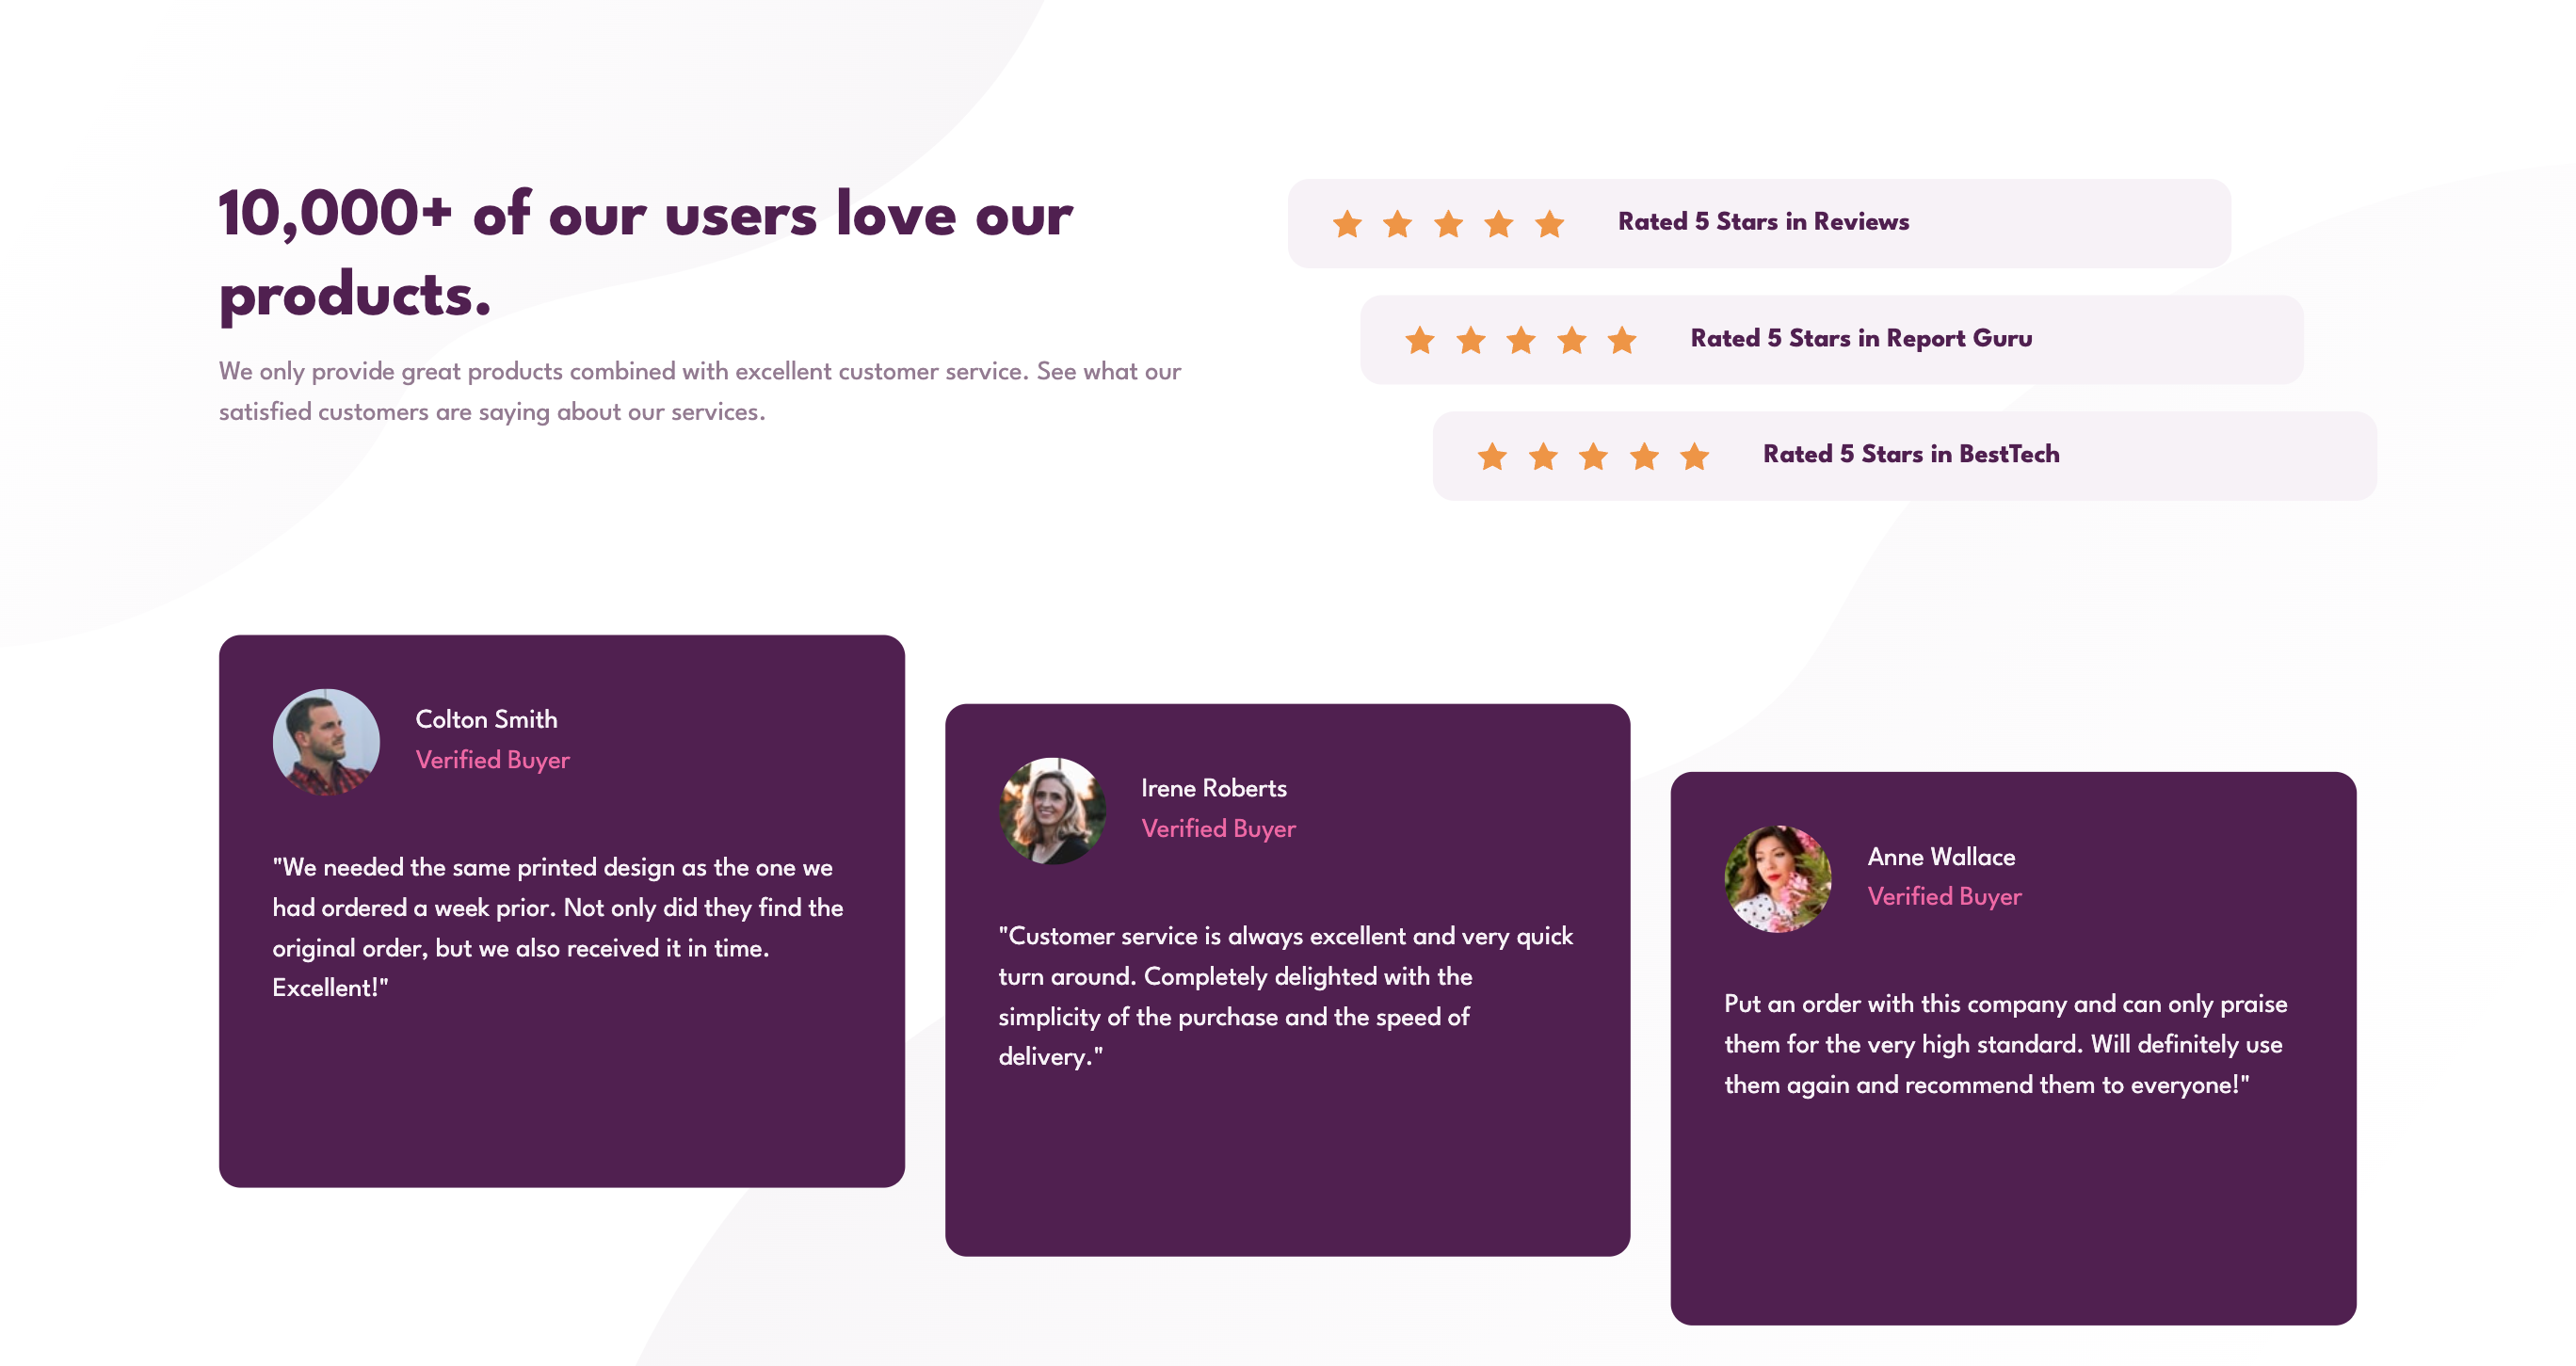 10,000+ of our users love our
products.
We only provide great products combined with excellent customer service. See what our
satisfied customers are saying about our services.
Rated 5 Stars in Reviews
Rated 5 Stars in Report Guru
Rated 5 Stars in BestTech
Colton Smith
Verified Buyer
"We needed the same printed design as the one we
had ordered a week prior. Not only did they find the
original order, but we also received it in time.
Excellent!"
Irene Roberts
Verified Buyer
"Customer service is always excellent and very quick
turn around. Completely delighted with the
simplicity of the purchase and the speed of
delivery."
Anne Wallace
Verified Buyer
Put an order with this company and can only praise
them for the very high standard. Will definitely use
them again and recommend them to everyone!"